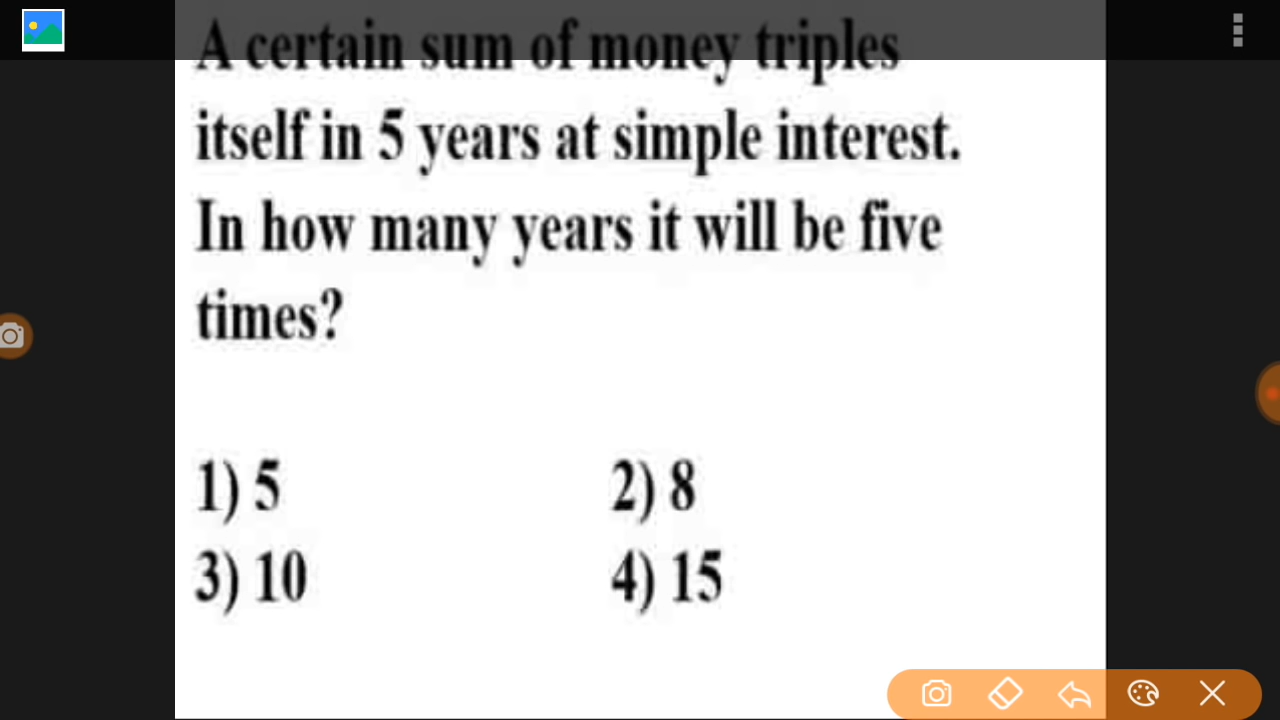 A certain sum of money triples
itself in 5 years at simple interest.
In how many years it will be five
times?
1) 5 2) 8
3) 10 4) 15